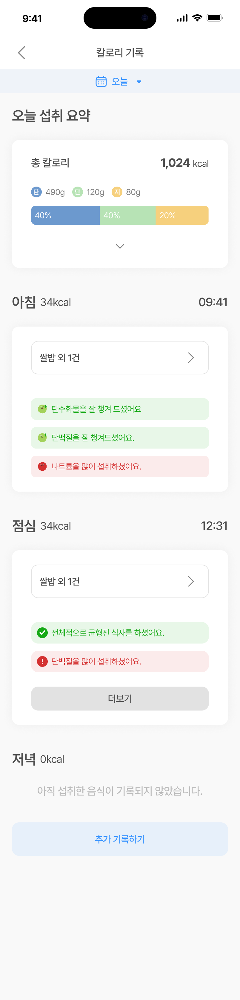 9:41
칼로리 기록
오늘
오늘 섭취 요약
총 칼로리 1,024 kcal
탄 490g 단 120g 지 80g
40% 40% 20%
아침 34kcal 09:41
쌀밥 외 1건
탄수화물을 잘 챙겨 드셨어요
단백질을 잘 챙겨드셨어요.
나트륨을 많이 섭취하셨어요.
점심 34kcal 12:31
쌀밥 외 1건
전체적으로 균형진 식사를 하셨어요.
단백질을 많이 섭취하셨어요.
더보기
저녁 0kcal
아직 섭취한 음식이 기록되지 않았습니다.
추가 기록하기